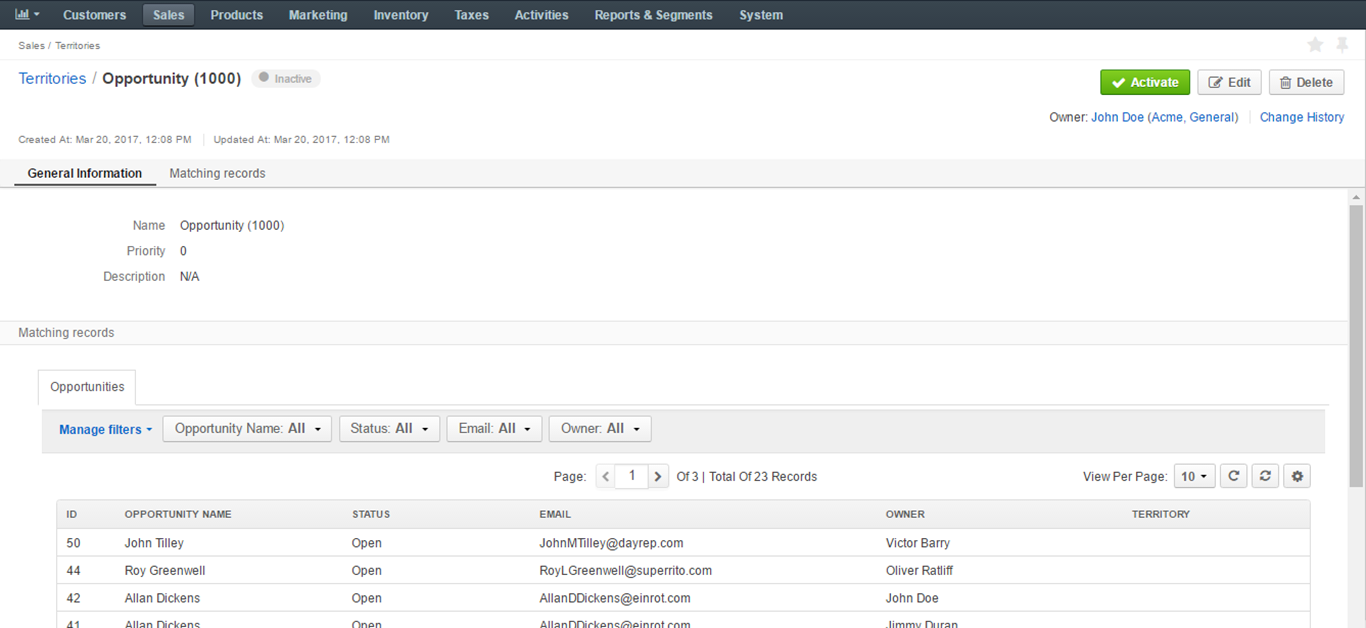 Customers Sales Products Marketing Inventory Taxes Activities Reports & Segments System
Sales / Territories
Territories / Opportunity (1000) Inactive
Activate Edit Delete
Owner: John Doe (Acme, General) Change History
Created At: Mar 20, 2017, 12:08 PM Updated At: Mar 20, 2017, 12:08 PM
General Information Matching records
Name Opportunity (1000)
Priority 0
Description N/A
Matching records
Opportunities
Manage filters Opportunity Name: All Status: All Email: All Owner: All
Page: 1 Of 3 | Total Of 23 Records View Per Page: 10
ID OPPORTUNITY NAME STATUS EMAIL OWNER TERRITORY
50 John Tilley Open JohnMTilley@dayrep.com Victor Barry
44 Roy Greenwell Open RoyLGreenwell@superrito.com Oliver Ratliff
42 Allan Dickens Open AllanDDickens@einrot.com John Doe
41 Allan Dickens Open AllanDDickens@einrot.com Jimmy Duran